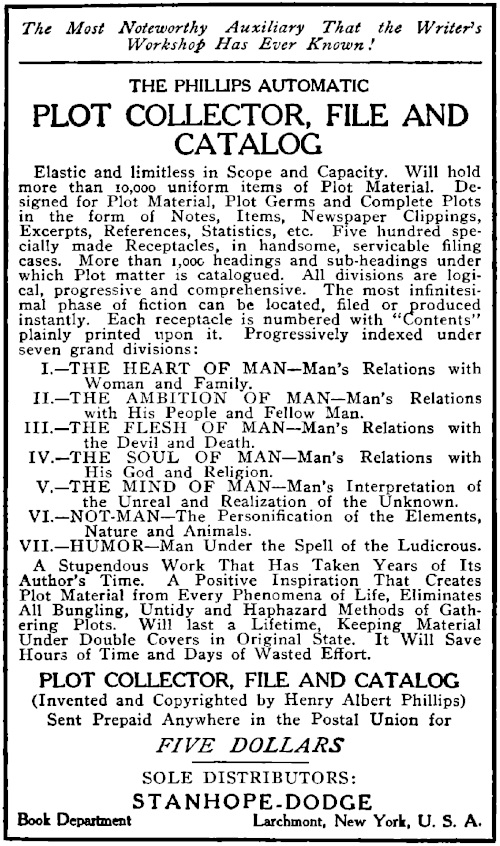 The Most Noteworthy Auxiliary That the Writer's
Workshop Has Ever Known!
THE PHILLIPS AUTOMATIC
PLOT COLLECTOR, FILE AND
CATALOG
Elastic and limitless in Scope and Capacity. Will hold
more than 10,000 uniform items of Plot Material. De-
signed for Plot Material, Plot Germs and Complete Plots
in the form of Notes, Items, Newspaper Clippings,
Excerpts, References, Statistics, etc. Five hundred spe-
cially made Receptacles, in handsome, servicable filing
cases. More than 1,000 headings and sub-headings under
which Plot matter is catalogued. All divisions are logi-
cal, progressive and comprehensive. The most infinitesi-
mal phase of fiction can be located, filed or produced
instantly. Each receptacle is numbered with "Contents"
plainly printed upon it. Progressively indexed under
seven grand divisions:
I.—THE HEART OF MAN—Man's Relations with
Woman and Family.
II.—THE AMBITION OF MAN—Man's Relations
with His People and Fellow Man.
III.—THE FLESH OF MAN—Man's Relations with
the Devil and Death.
IV.—THE SOUL OF MAN—Man's Relations with
His God and Religion.
V.—THE MIND OF MAN—Man's Interpretation of
the Unreal and Realization of the Unknown.
VI.—NOT-MAN—The Personification of the Elements,
Nature and Animals.
VII.—HUMOR—Man Under the Spell of the Ludicrous.
A Stupendous Work That Has Taken Years of Its
Author's Time. A Positive Inspiration That Creates
Plot Material from Every Phenomena of Life, Eliminates
All Bungling, Untidy and Haphazard Methods of Gath-
ering Plots. Will last a Lifetime, Keeping Material
Under Double Covers in Original State. It Will Save
Hours of Time and Days of Wasted Effort.
PLOT COLLECTOR, FILE AND CATALOG
(Invented and Copyrighted by Henry Albert Phillips)
Sent Prepaid Anywhere in the Postal Union for
FIVE DOLLARS
SOLE DISTRIBUTORS:
STANHOPE-DODGE
Book Department Larchmont, New York, U. S. A.